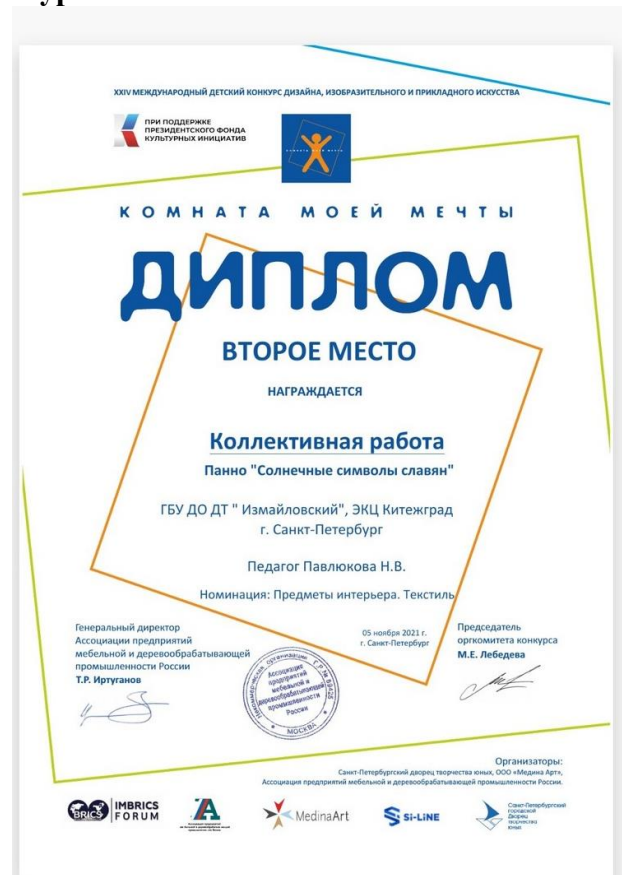 XXIV МЕЖДУНАРОДНЫЙ ДЕТСКИЙ КОНКУРС ДИЗАЙНА, ИЗОБРАЗИТЕЛЬНОГО И ПРИКЛАДНОГО ИСКУССТВА
ПРИ ПОДДЕРЖКЕ
ПРЕЗИДЕНТСКОГО ФОНДА
КУЛЬТУРНЫХ ИНИЦИАТИВ
КОМНАТА МОЕЙ МЕЧТЫ
КОМНАТА МОЕЙ МЕЧТЫ
ДИПЛОМ
ВТОРОЕ МЕСТО
НАГРАЖДАЕТСЯ
Коллективная работа
Панно "Солнечные символы славян"
ГБУ ДО ДТ " Измайловский", ЭКЦ Китежград
г. Санкт-Петербург
Педагог Павлюкова Н.В.
Номинация: Предметы интерьера. Текстиль
Генеральный директор
Ассоциации предприятий
мебельной и деревообрабатывающей
промышленности России
Т.Р. Иртуганов
Ассоциация
предприятий
мебельной и
деревообрабатывающей
промышленности
России
МОСКВА
05 ноября 2021 г.
г. Санкт-Петербург
Председатель
оргкомитета конкурса
М.Е. Лебедева
Организаторы:
Санкт-Петербургский дворец творчества юных, ООО «Медина Арт»,
Ассоциация предприятий мебельной и деревообрабатывающей промышленности России.
BRICS
IMBRICS
FORUM
MedinaArt
Si-LiNE
Санкт-Петербургский
городской
Дворец
творчества
юных